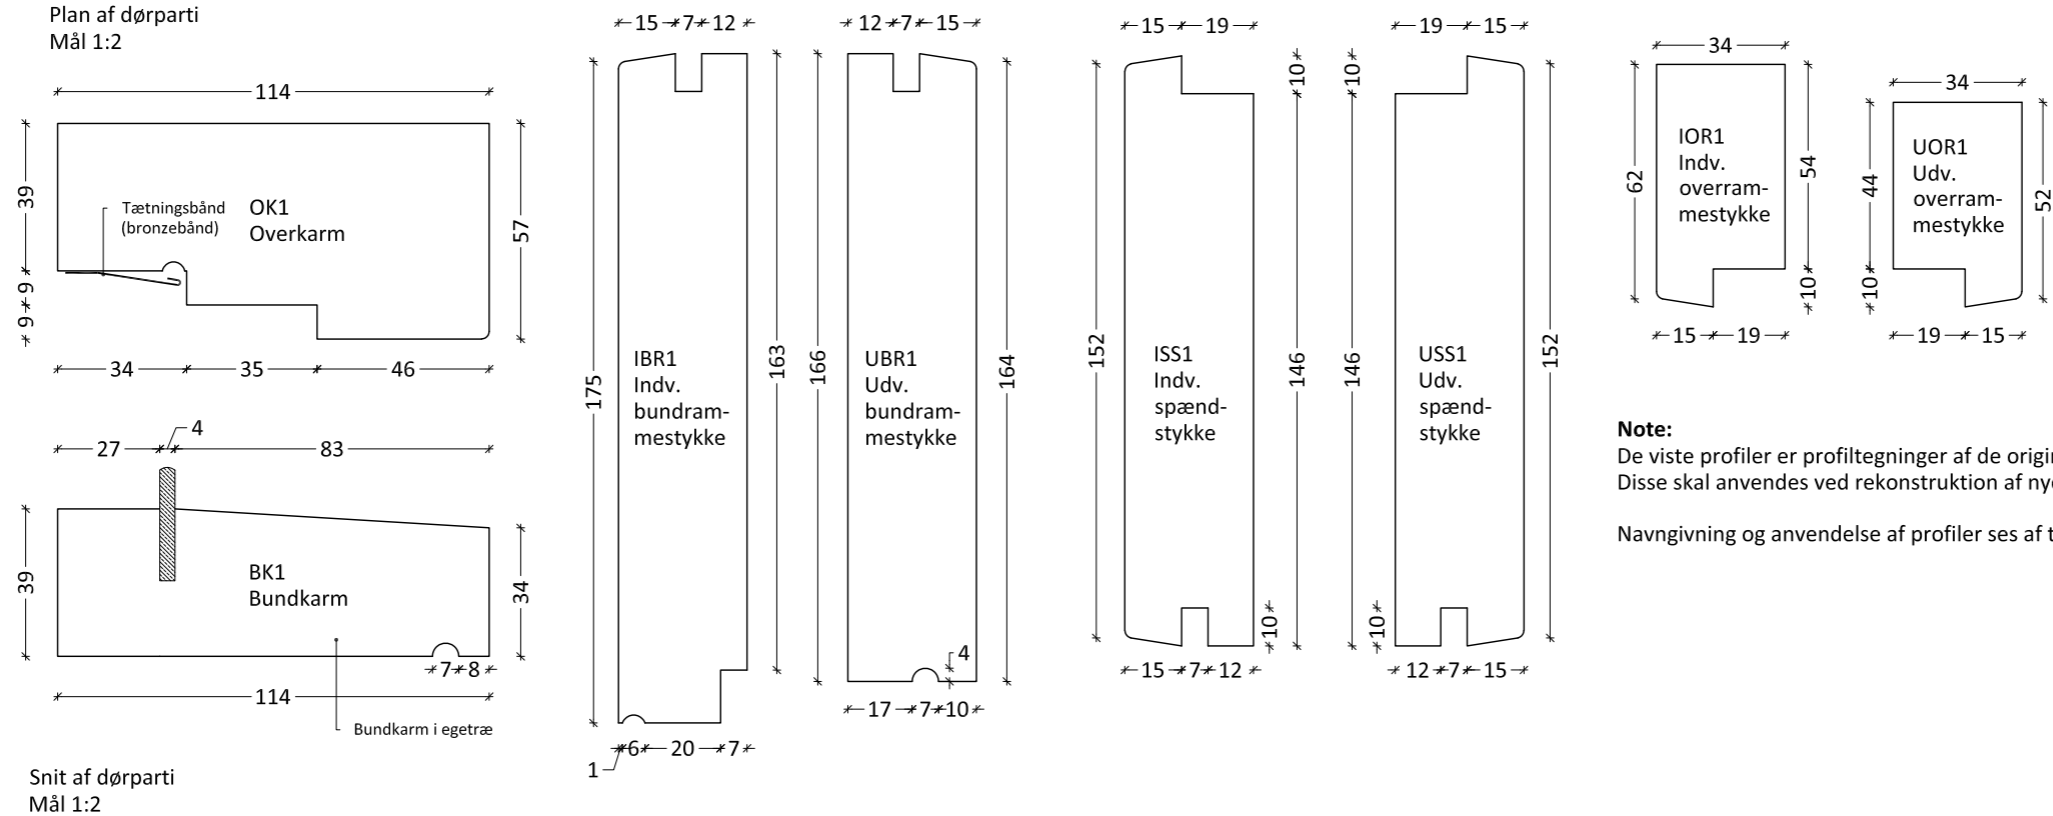 Plan af dørparti
Mål 1:2
114
39
9
9
57
Tætningsbånd
(bronzebånd)
OK1
Overkarm
34 35 46
4
27 83
39
34
BK1
Bundkarm
7 8
114
Bundkarm i egetræ
Snit af dørparti
Mål 1:2
15 7 12
175
163
IBR1
Indv.
bundram-
mestykke
6 20 7
1
12 7 15
166
164
UBR1
Udv.
bundram-
mestykke
4
17 7 10
15 19
10
152
146
ISS1
Indv.
spænd-
stykke
10
15 7 12
19 15
10
146
152
USS1
Udv.
spænd-
stykke
10
12 7 15
34
62
54
IOR1
Indv.
overram-
mestykke
10
15 19
34
44
52
UOR1
Udv.
overram-
mestykke
10
19 15
Note:
De viste profiler er profiltegninger af de
Disse skal anvendes ved rekonstruktion af
Navngivning og anvendelse af profiler ses af